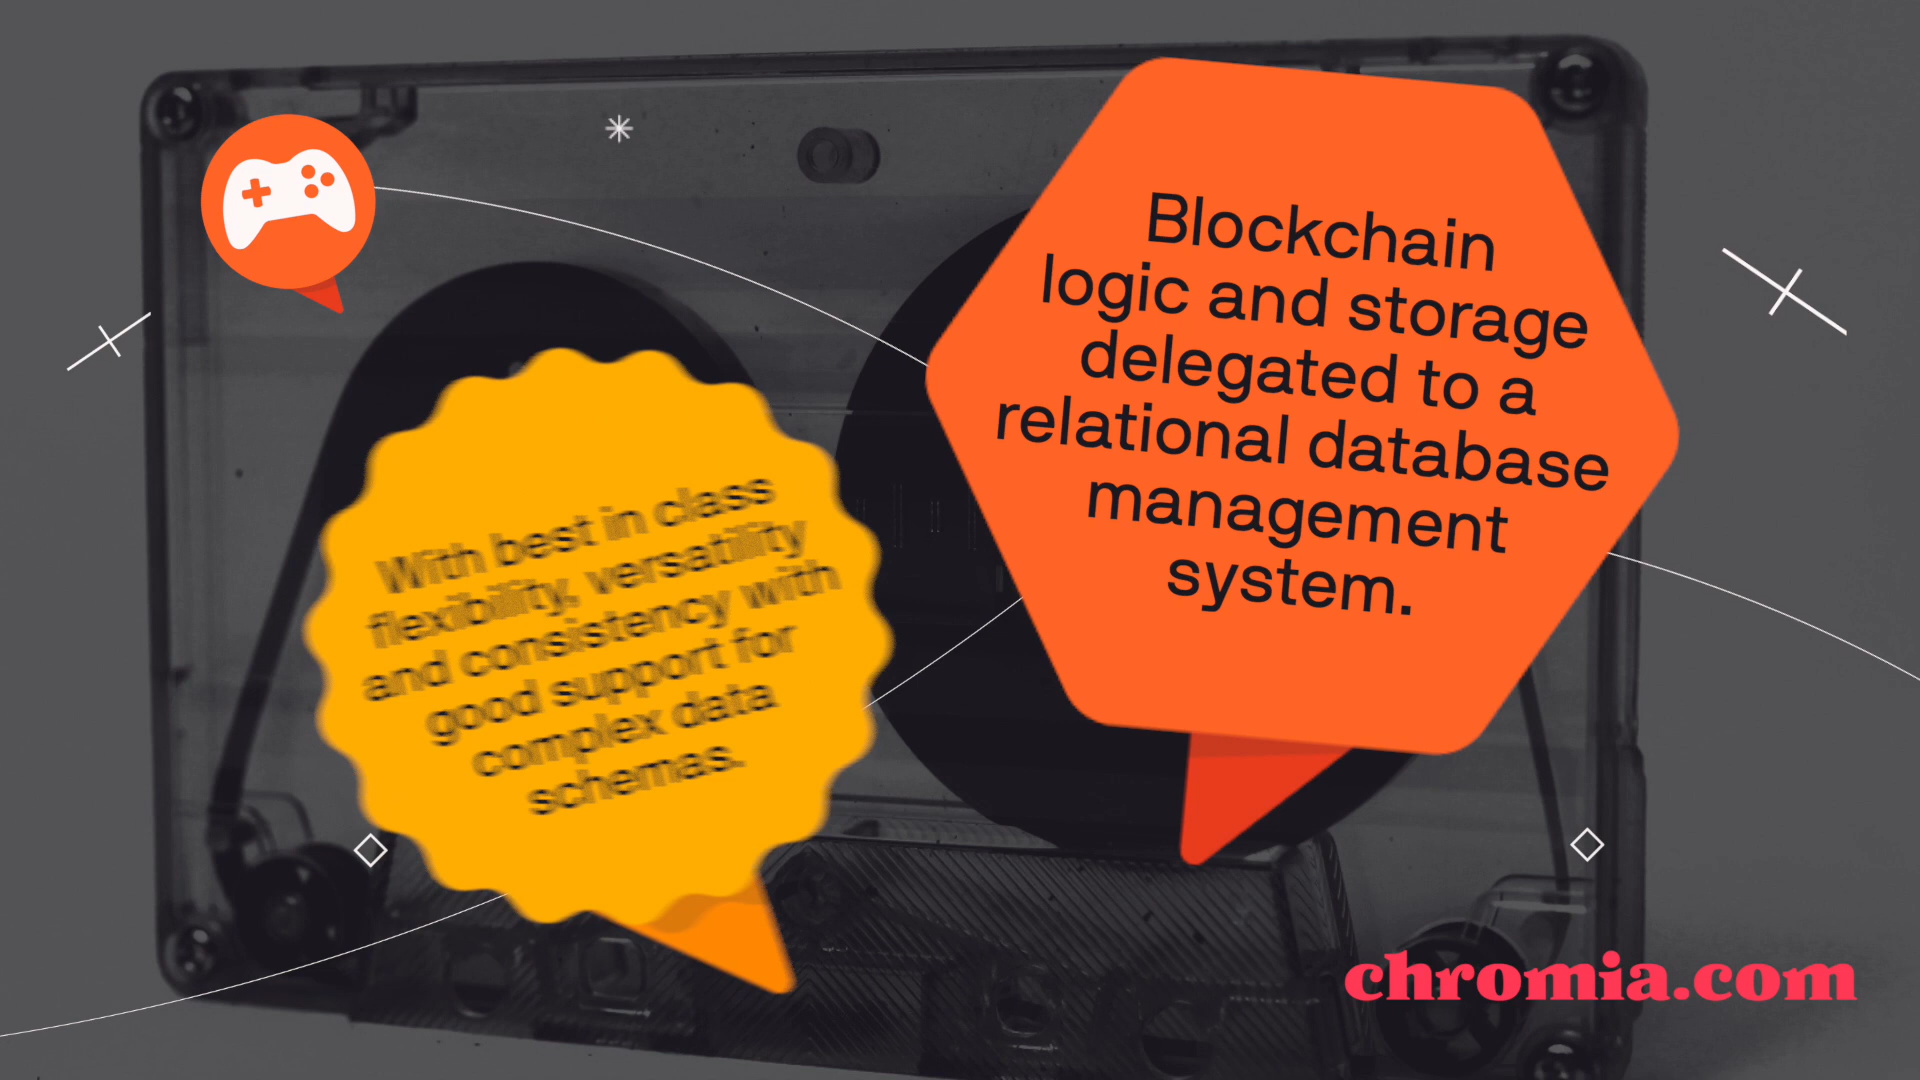 Blockchain
logic and storage
delegated to a
relational database
management
system.
With best in class
flexibility, versatility
and consistency with
good support for
complex data
schemas.
chromia.com